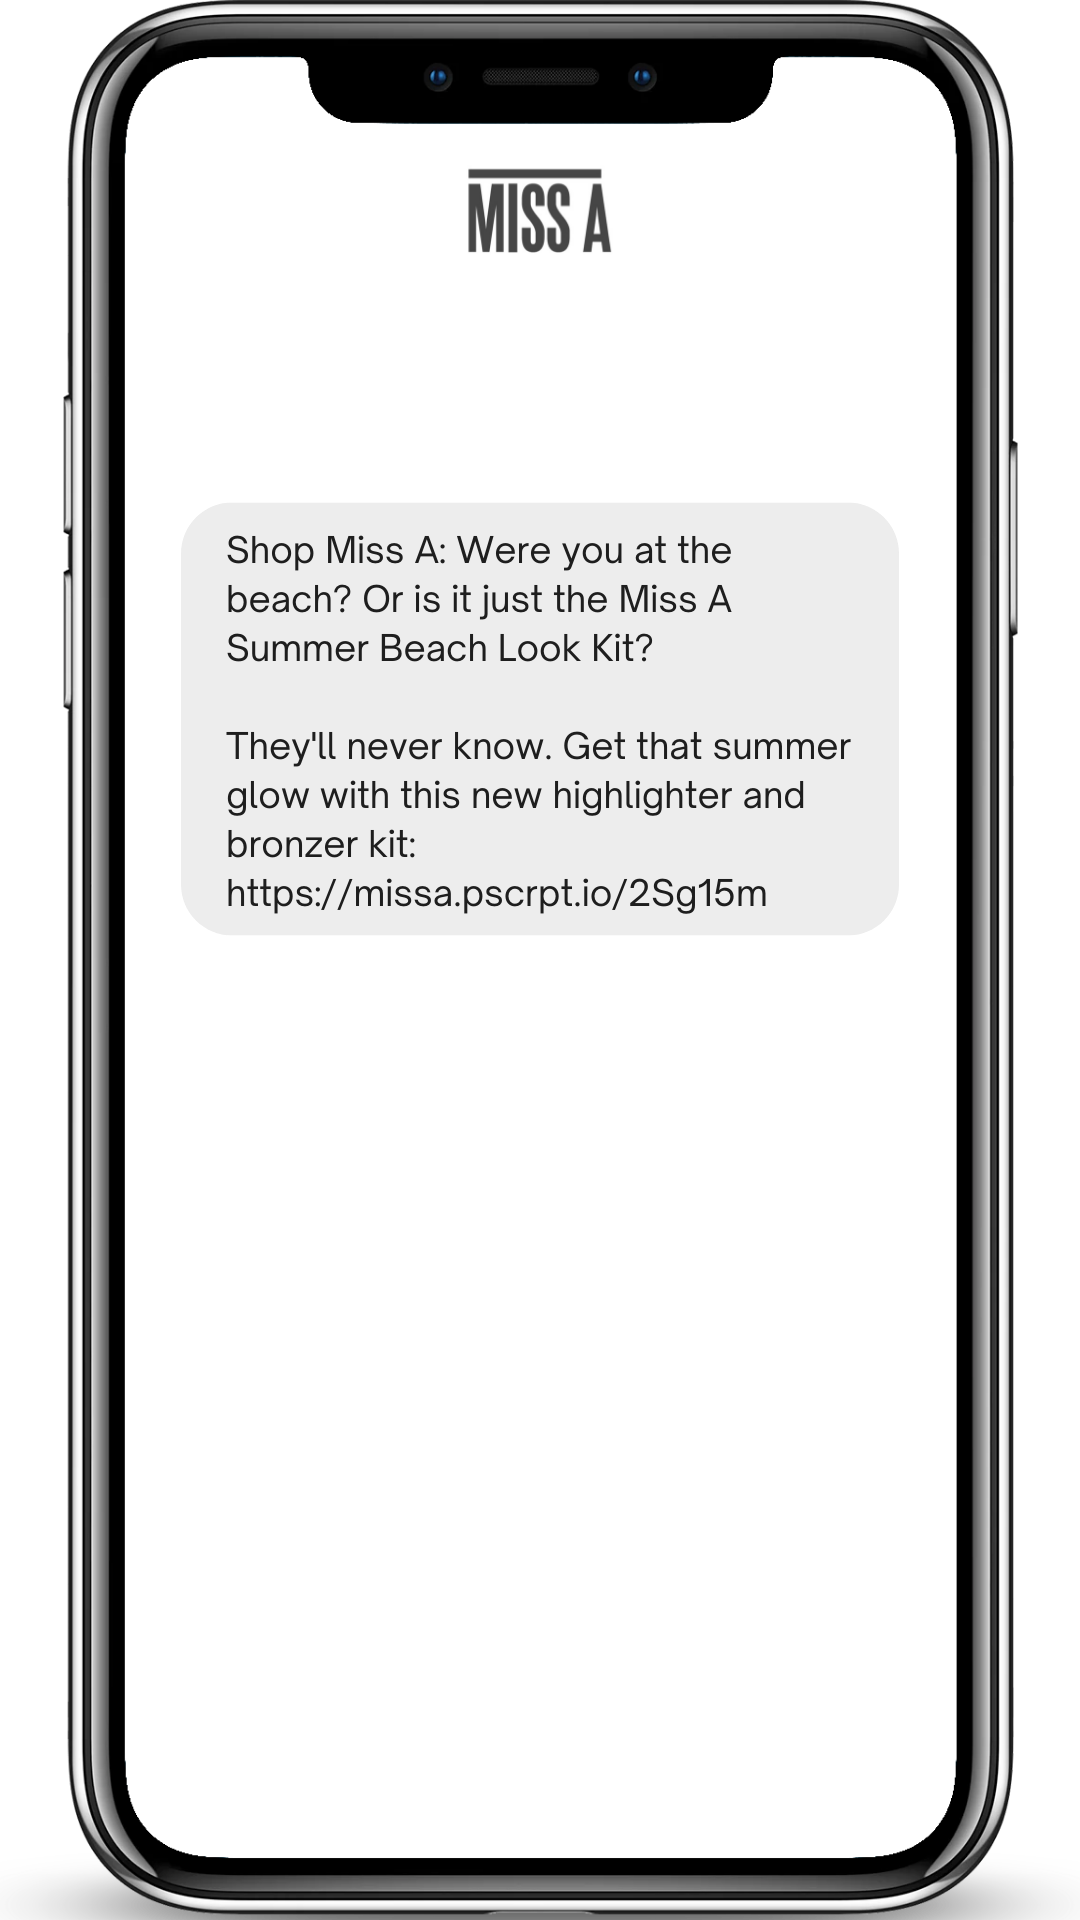 MISS A
Shop Miss A: Were you at the
beach? Or is it just the Miss A
Summer Beach Look Kit?
They'll never know. Get that summer
glow with this new highlighter and
bronzer kit:
https://missa.pscrpt.io/2Sg15m